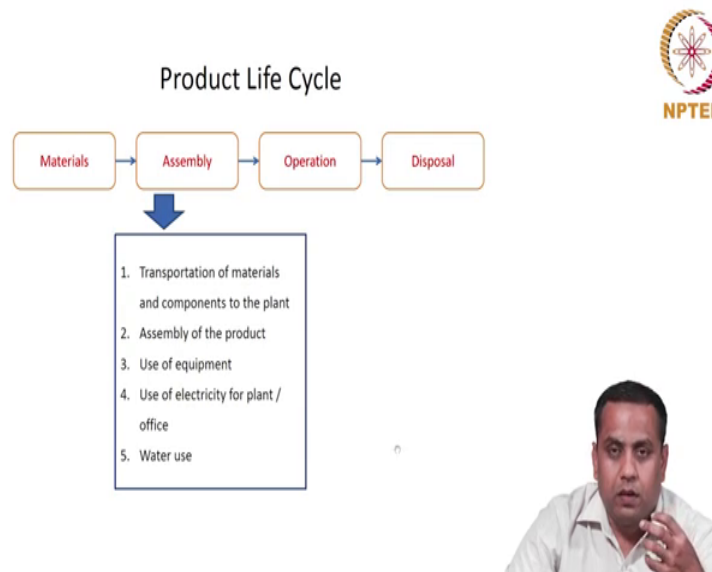 Product Life Cycle
NPTE
Materials
Assembly
Operation
Disposal
1. Transportation of materials
and components to the plant
2. Assembly of the product
3. Use of equipment
4. Use of electricity for plant /
office
5. Water use